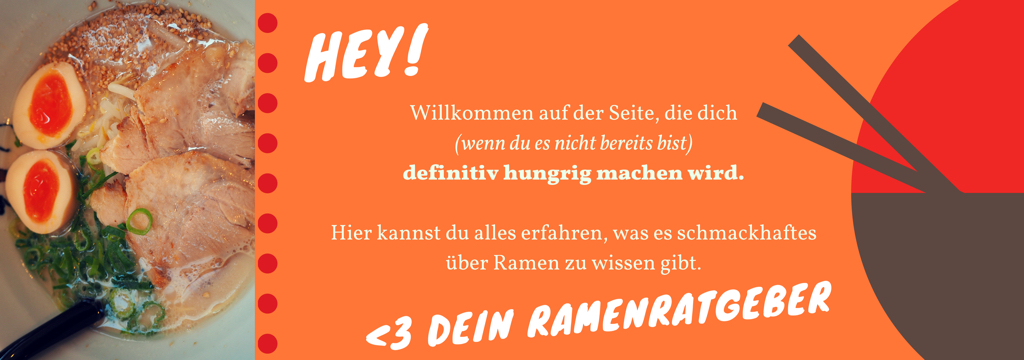 HEY!
Willkommen auf der Seite, die dich
(wenn du es nicht bereits bist)
definitiv hungrig machen wird.
Hier kannst du alles erfahren, was es schmackhaftes
über Ramen zu wissen gibt.
<3 DEIN RAMENRATGEBER